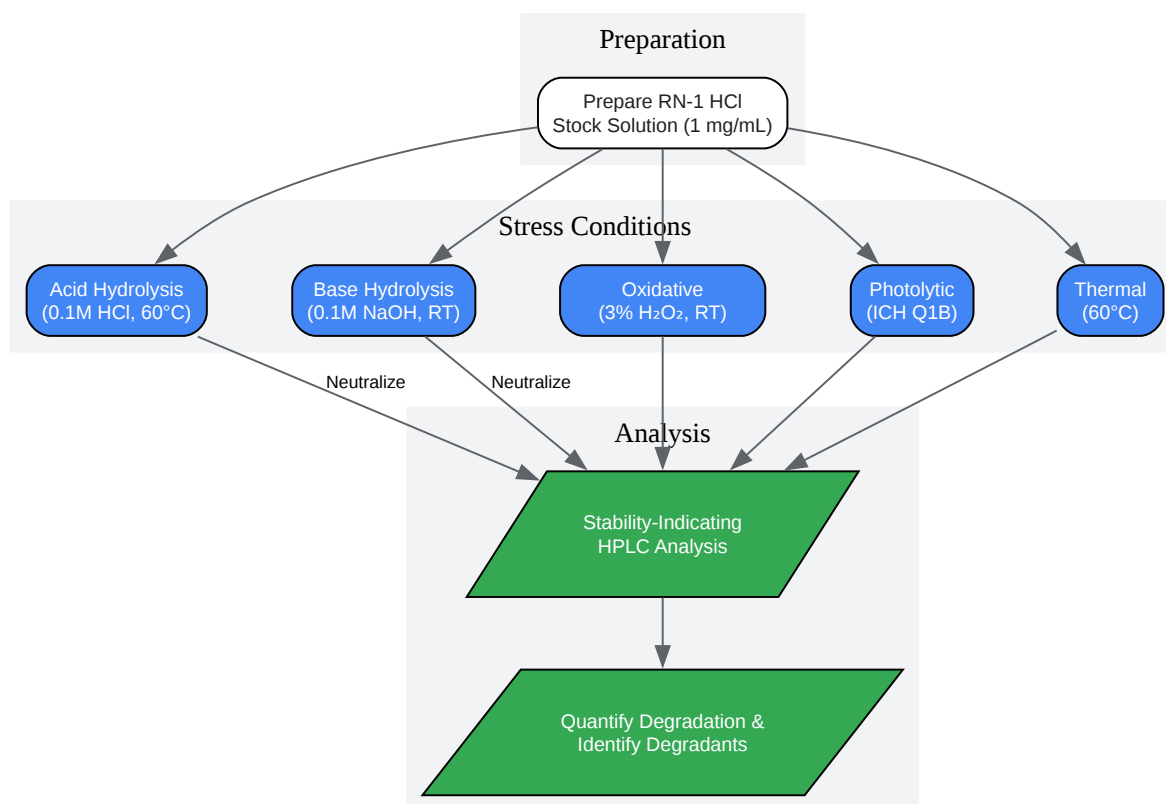 Preparation
Prepare RN-1 HCl
Stock Solution (1 mg/mL)
Stress Conditions
Acid Hydrolysis
(0.1M HCl, 60°C)
Base Hydrolysis
(0.1M NaOH, RT)
Oxidative
(3% H₂O₂, RT)
Photolytic
(ICH Q1B)
Thermal
(60°C)
Neutralize
Neutralize
Analysis
Stability-Indicating
HPLC Analysis
Quantify Degradation &
Identify Degradants